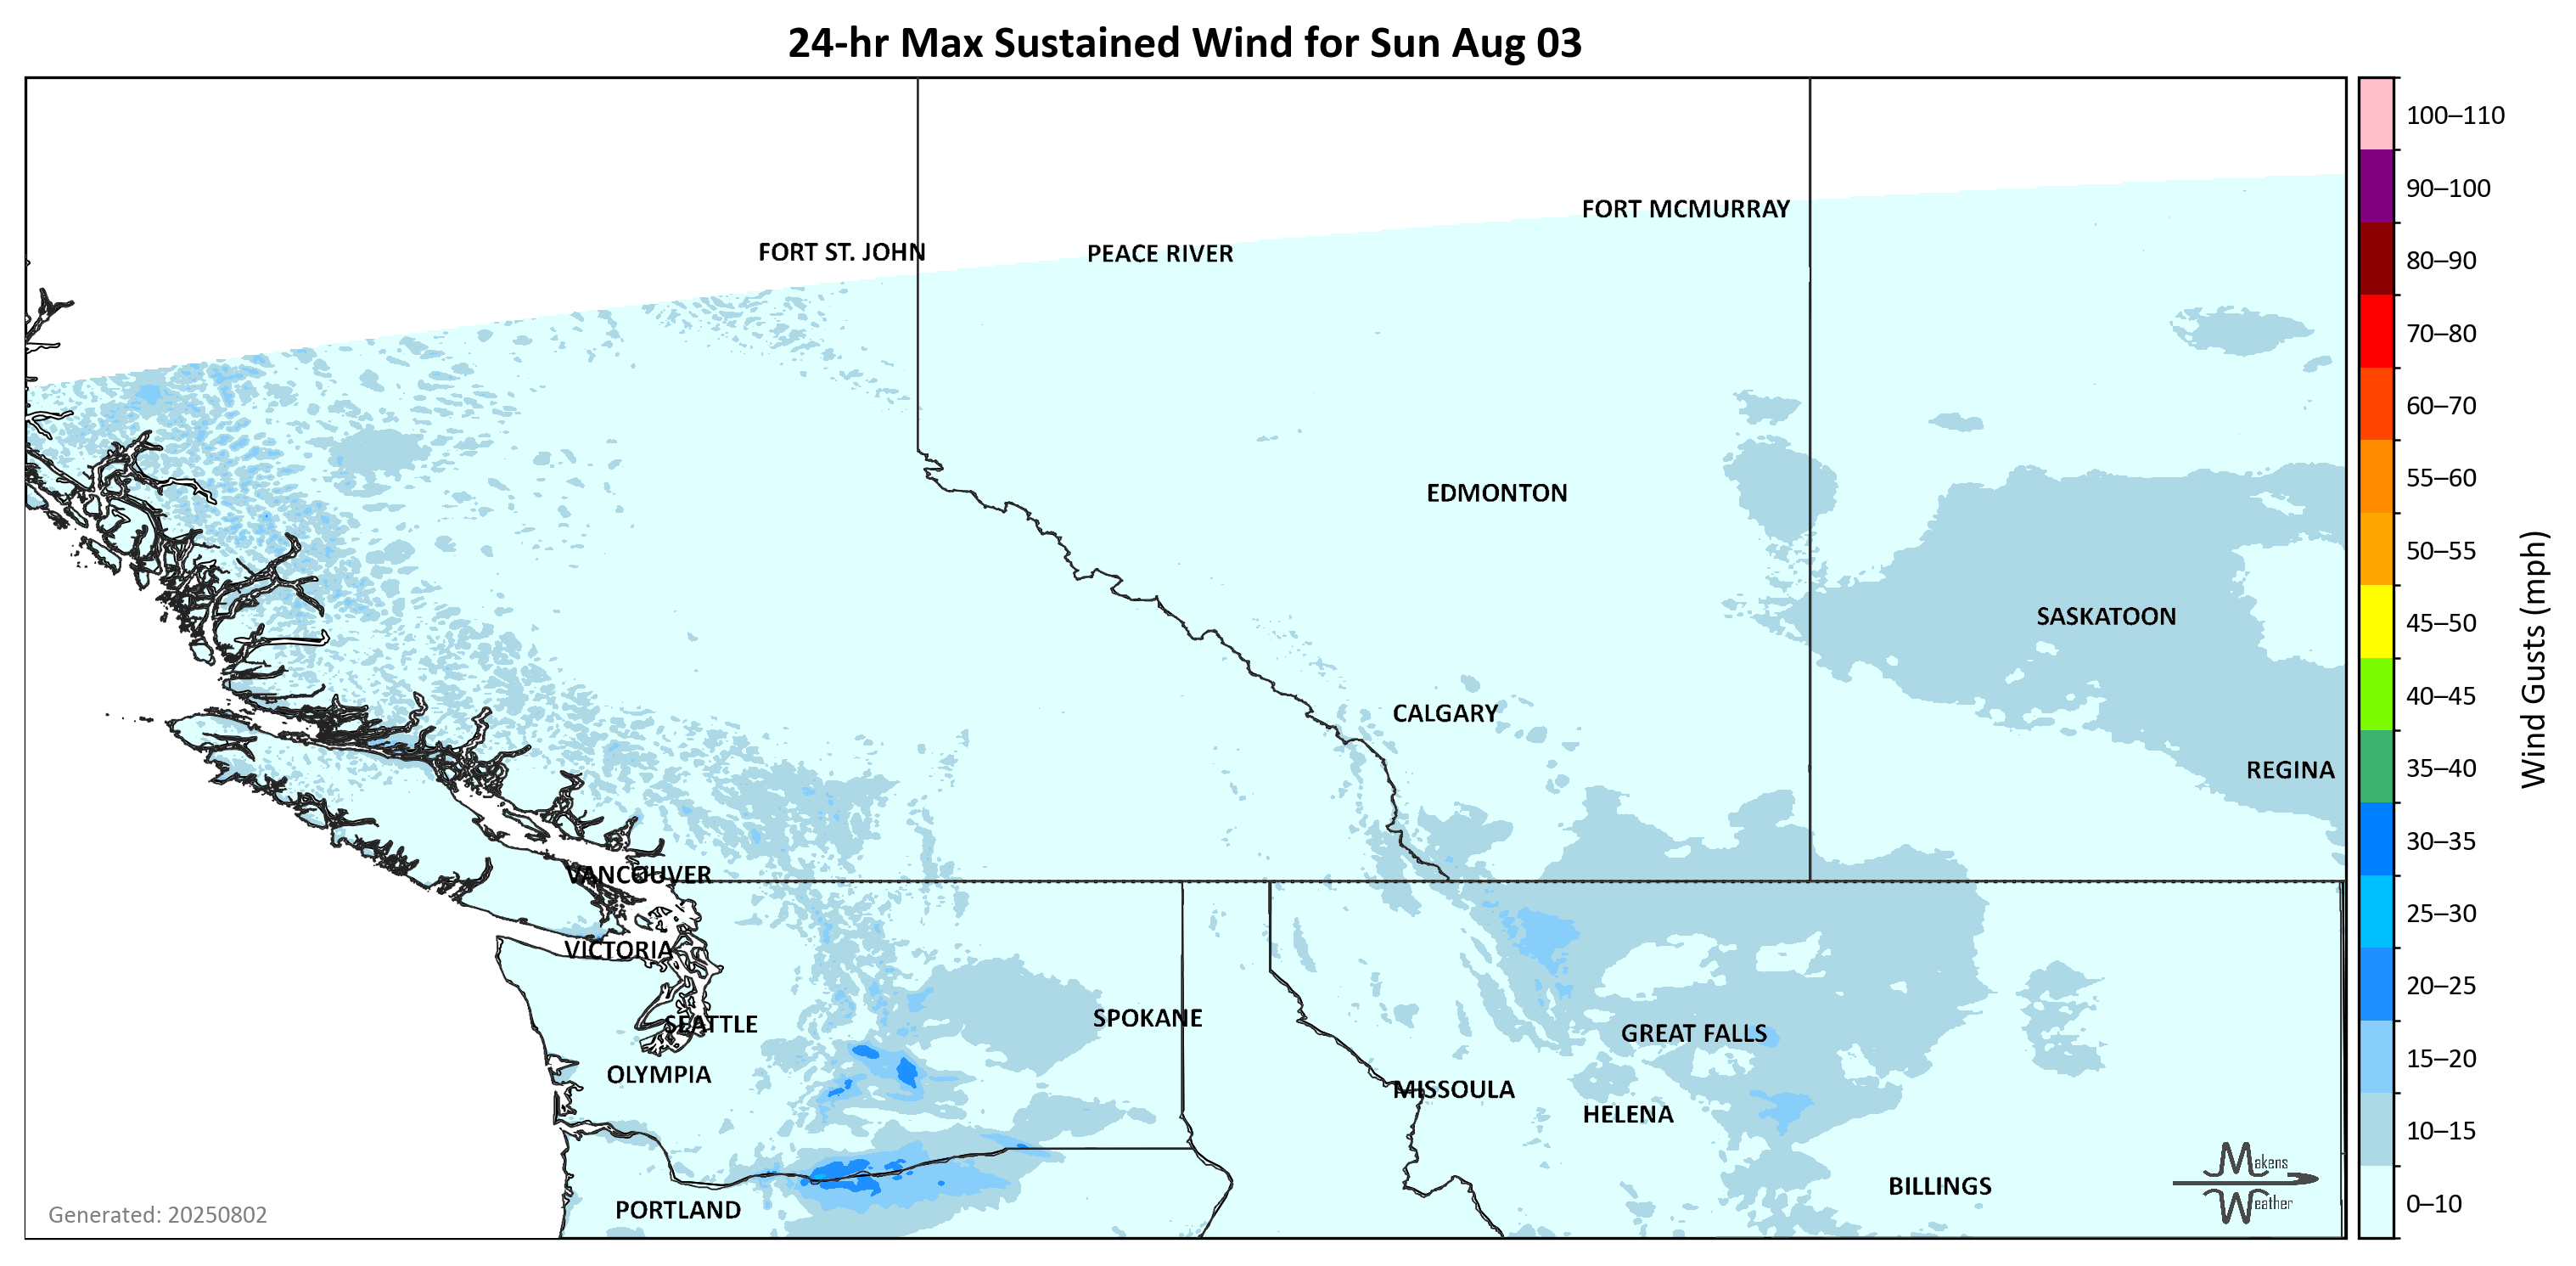 24-hr Max Sustained Wind for Sun Aug 03
100–110
90–100
80–90
70–80
60–70
55–60
50–55
45–50
40–45
35–40
30–35
25–30
20–25
15–20
10–15
0–10
Wind Gusts (mph)
FORT MCMURRAY
FORT ST. JOHN
PEACE RIVER
EDMONTON
SASKATOON
CALGARY
REGINA
VANCOUVER
VICTORIA
SEATTLE
SPOKANE
GREAT FALLS
OLYMPIA
MISSOULA
HELENA
BILLINGS
PORTLAND
Makens
Weather
Generated: 20250802